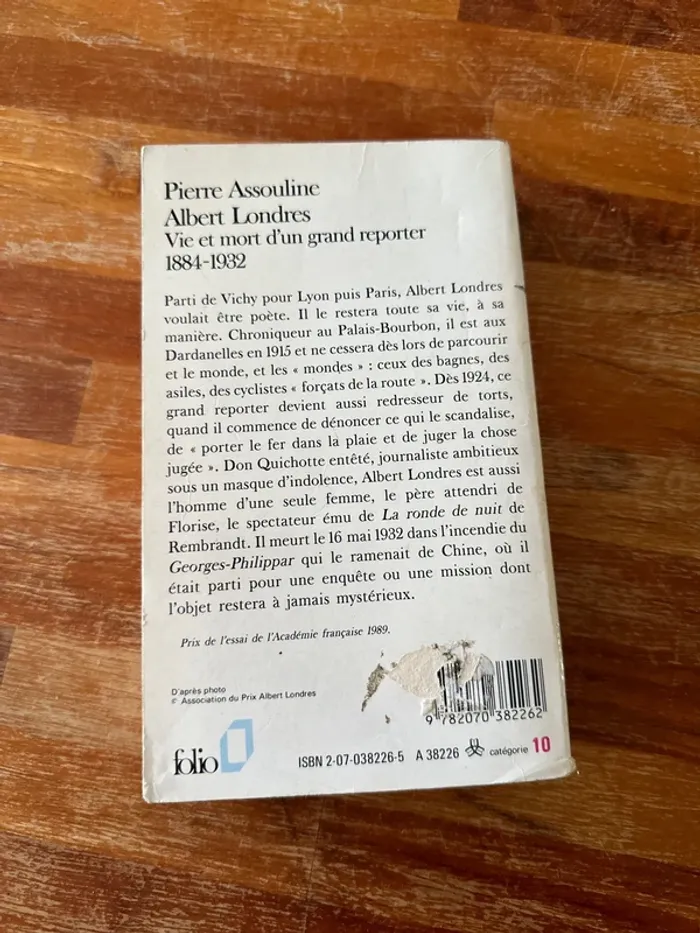 Pierre Assouline
Albert Londres
Vie et mort d'un grand reporter
1884-1932
Parti de Vichy pour Lyon puis Paris, Albert Londres
voulait être poète. Il le restera toute sa vie, à sa
manière. Chroniqueur au Palais-Bourbon, il est aux
Dardanelles en 1915 et ne cessera dès lors de parcourir
et le monde, et les « mondes » : ceux des bagnes, des
asiles, des cyclistes « forçats de la route ». Dès 1924, ce
grand reporter devient aussi redresseur de torts,
quand il commence de dénoncer ce qui le scandalise,
de « porter le fer dans la plaie et de juger la chose
jugée ». Don Quichotte entêté, journaliste ambitieux
sous un masque d'indolence, Albert Londres est aussi
l'homme d'une seule femme, le père attendri de
Florise, le spectateur ému de La ronde de nuit de
Rembrandt. Il meurt le 16 mai 1932 dans l'incendie du
Georges-Philippar qui le ramenait de Chine, où il
était parti pour une enquête ou une mission dont
l'objet restera à jamais mystérieux.
Prix de l'essai de l'Académie française 1989.
D'après photo
© Association du Prix Albert Londres
9 782070 382262
folio
ISBN 2-07-038226-5 A 38226 catégorie 10